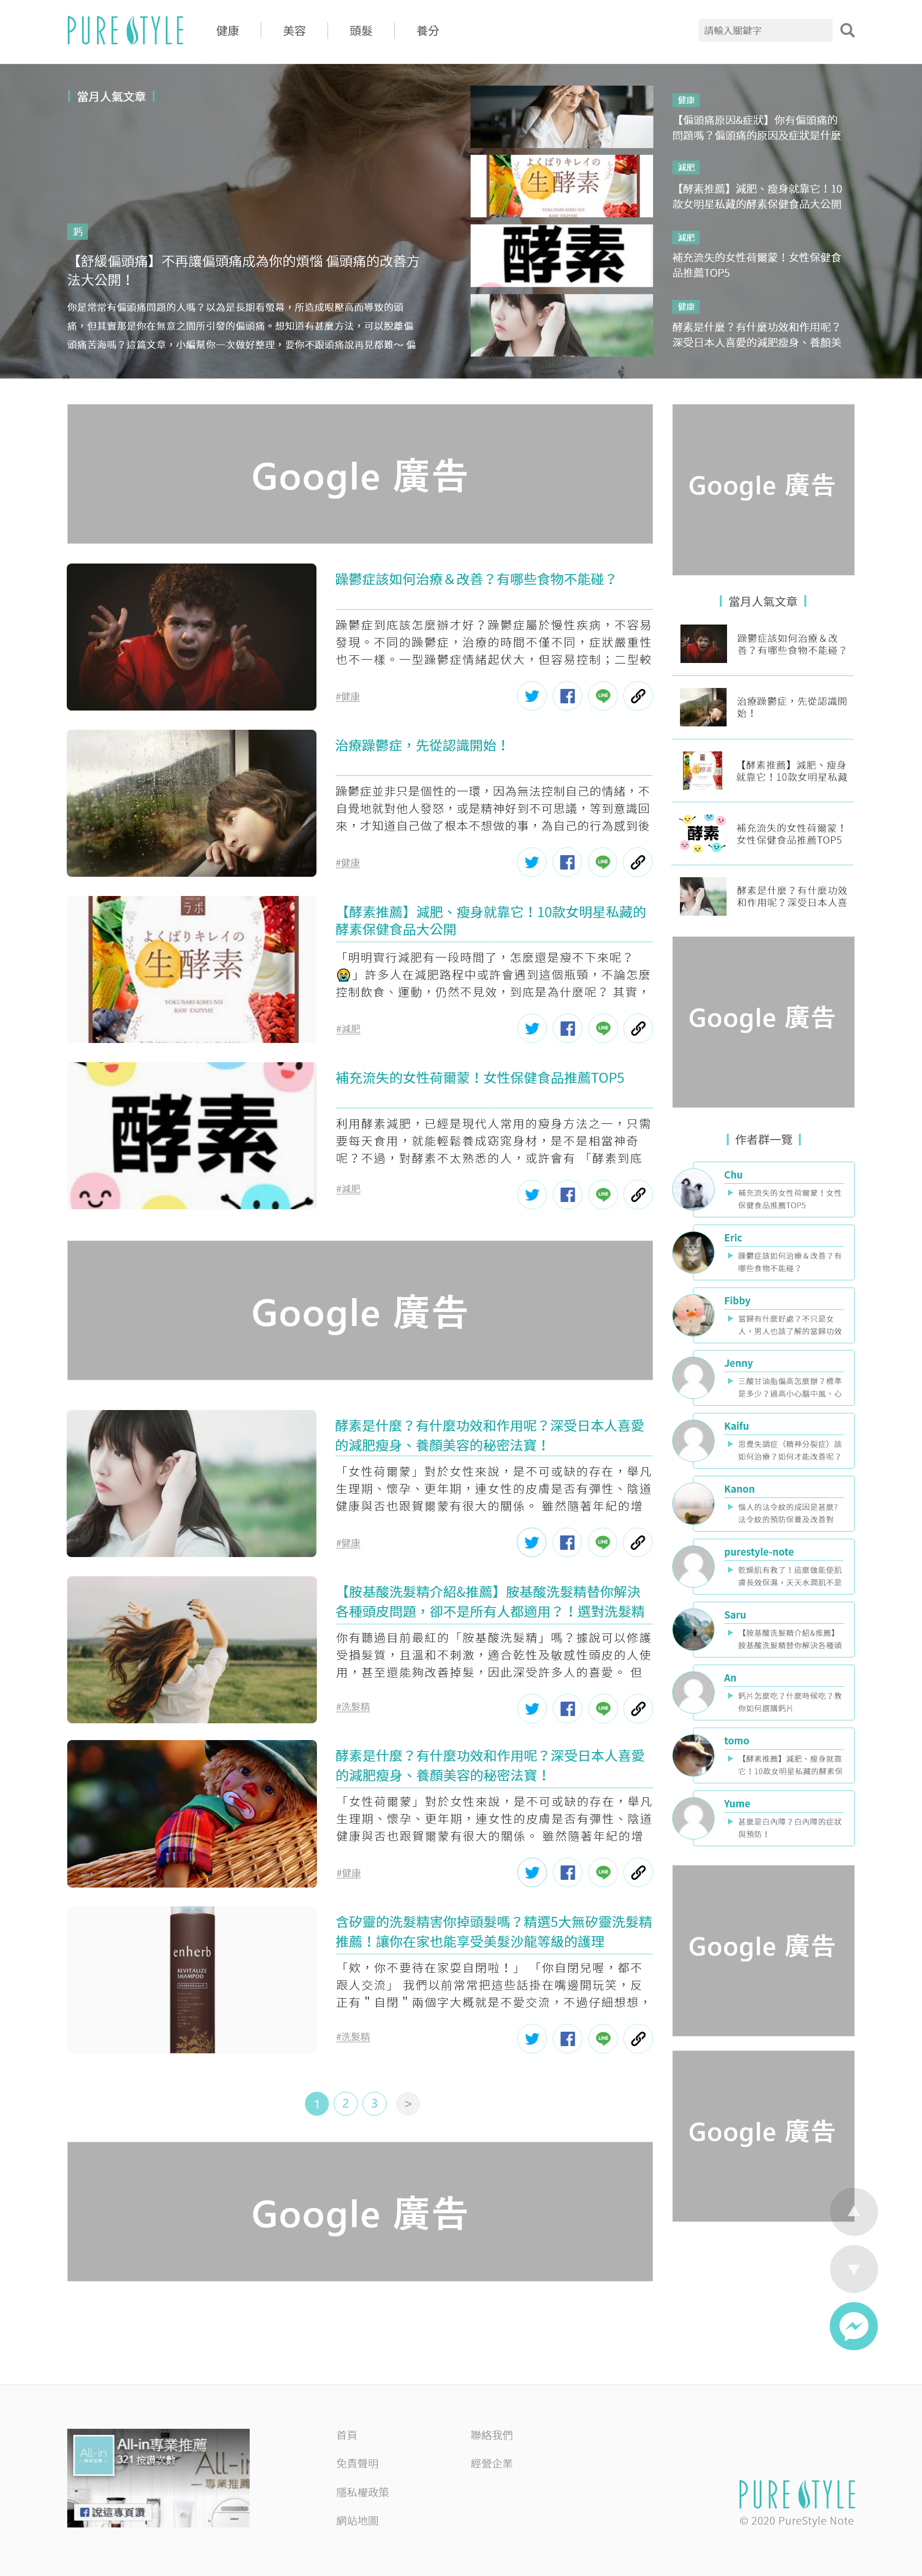 PURE STYLE
健康
美容
頭髮
養分
請輸入關鍵字
當月人氣文章
鈣
【舒緩偏頭痛】不再讓偏頭痛成為你的煩惱 偏頭痛的改善方
法大公開！
你是常常有偏頭痛問題的人嗎？以為是長期看螢幕，所造成眼壓高而導致的頭
痛，但其實那是你在無意之間所引發的偏頭痛。想知道有甚麼方法，可以脫離偏
頭痛苦海嗎？這篇文章，小編幫你一次做好整理，要你不跟頭痛說再見都難～ 偏
よくばりキレイの
生酵素
YOKUBARI-KIREI-NO
RAW ENZYME
酵素
健康
【偏頭痛原因&症狀】你有偏頭痛的
問題嗎？偏頭痛的原因及症狀是什麼
減肥
【酵素推薦】減肥、瘦身就靠它！10
款女明星私藏的酵素保健食品大公開
減肥
補充流失的女性荷爾蒙！女性保健食
品推薦TOP5
健康
酵素是什麼？有什麼功效和作用呢？
深受日本人喜愛的減肥瘦身、養顏美
Google 廣告
躁鬱症該如何治療＆改善？有哪些食物不能碰？
躁鬱症到底該怎麼辦才好？躁鬱症屬於慢性疾病，不容易
發現。不同的躁鬱症，治療的時間不僅不同，症狀嚴重性
也不一樣。一型躁鬱症情緒起伏大，但容易控制；二型較
#健康
LINE
治療躁鬱症，先從認識開始！
躁鬱症並非只是個性的一環，因為無法控制自己的情緒，不
自覺地就對他人發怒，或是精神好到不可思議，等到意識回
來，才知道自己做了根本不想做的事，為自己的行為感到後
#健康
LINE
ラボ
よくばりキレイの
生酵素
YOKUBARI-KIREI-NO
RAW ENZYME
【酵素推薦】減肥、瘦身就靠它！10款女明星私藏的
酵素保健食品大公開
「明明實行減肥有一段時間了，怎麼還是瘦不下來呢？
😭」許多人在減肥路程中或許會遇到這個瓶頸，不論怎麼
控制飲食、運動，仍然不見效，到底是為什麼呢？ 其實，
#減肥
LINE
酵素
補充流失的女性荷爾蒙！女性保健食品推薦TOP5
利用酵素減肥，已經是現代人常用的瘦身方法之一，只需
要每天食用，就能輕鬆養成窈窕身材，是不是相當神奇
呢？不過，對酵素不太熟悉的人，或許會有 「酵素到底
#減肥
LINE
Google 廣告
酵素是什麼？有什麼功效和作用呢？深受日本人喜愛
的減肥瘦身、養顏美容的秘密法寶！
「女性荷爾蒙」對於女性來說，是不可或缺的存在，舉凡
生理期、懷孕、更年期，連女性的皮膚是否有彈性、陰道
健康與否也跟賀爾蒙有很大的關係。 雖然隨著年紀的增
#健康
LINE
【胺基酸洗髮精介紹&推薦】胺基酸洗髮精替你解決
各種頭皮問題，卻不是所有人都適用？！選對洗髮精
你有聽過目前最紅的「胺基酸洗髮精」嗎？據說可以修護
受損髮質，且溫和不刺激，適合乾性及敏感性頭皮的人使
用，甚至還能夠改善掉髮，因此深受許多人的喜愛。 但
#洗髮精
LINE
酵素是什麼？有什麼功效和作用呢？深受日本人喜愛
的減肥瘦身、養顏美容的秘密法寶！
「女性荷爾蒙」對於女性來說，是不可或缺的存在，舉凡
生理期、懷孕、更年期，連女性的皮膚是否有彈性、陰道
健康與否也跟賀爾蒙有很大的關係。 雖然隨著年紀的增
#健康
LINE
enherb
REVITALIZE
SHAMPOO
含矽靈的洗髮精害你掉頭髮嗎？精選5大無矽靈洗髮精
推薦！讓你在家也能享受美髮沙龍等級的護理
「欸，你不要待在家耍自閉啦！」 「你自閉兒喔，都不
跟人交流」 我們以前常常把這些話掛在嘴邊開玩笑，反
正有＂自閉＂兩個字大概就是不愛交流，不過仔細想想，
#洗髮精
LINE
1
2
3
>
Google 廣告
Google 廣告
當月人氣文章
躁鬱症該如何治療＆改
善？有哪些食物不能碰？
治療躁鬱症，先從認識開
始！
生酵素
【酵素推薦】減肥、瘦身
就靠它！10款女明星私藏
酵素
補充流失的女性荷爾蒙！
女性保健食品推薦TOP5
酵素是什麼？有什麼功效
和作用呢？深受日本人喜
Google 廣告
作者群一覽
Chu
補充流失的女性荷爾蒙！女性
保健食品推薦TOP5
Eric
躁鬱症該如何治療＆改善？有
哪些食物不能碰？
Fibby
當歸有什麼好處？不只是女
人，男人也該了解的當歸功效
Jenny
三酸甘油脂偏高怎麼辦？標準
是多少？過高小心腦中風、心
Kaifu
思覺失調症（精神分裂症）該
如何治療？如何才能改善呢？
Kanon
惱人的法令紋的成因是甚麼?
法令紋的預防保養及改善對
purestyle-note
乾燥肌有救了！這麼做能使肌
膚長效保濕，天天水潤肌不是
Saru
【胺基酸洗髮精介紹&推薦】
胺基酸洗髮精替你解決各種頭
An
鈣片怎麼吃？什麼時候吃？教
你如何選購鈣片
tomo
【酵素推薦】減肥、瘦身就靠
它！10款女明星私藏的酵素保
Yume
甚麼是白內障？白內障的症狀
與預防！
Google 廣告
Google 廣告
All-in
All-in專業推薦
321 按讚次數
All-in
專業推薦
說這專頁讚
首頁
免責聲明
隱私權政策
網站地圖
聯絡我們
經營企業
PURE STYLE
© 2020 PureStyle Note